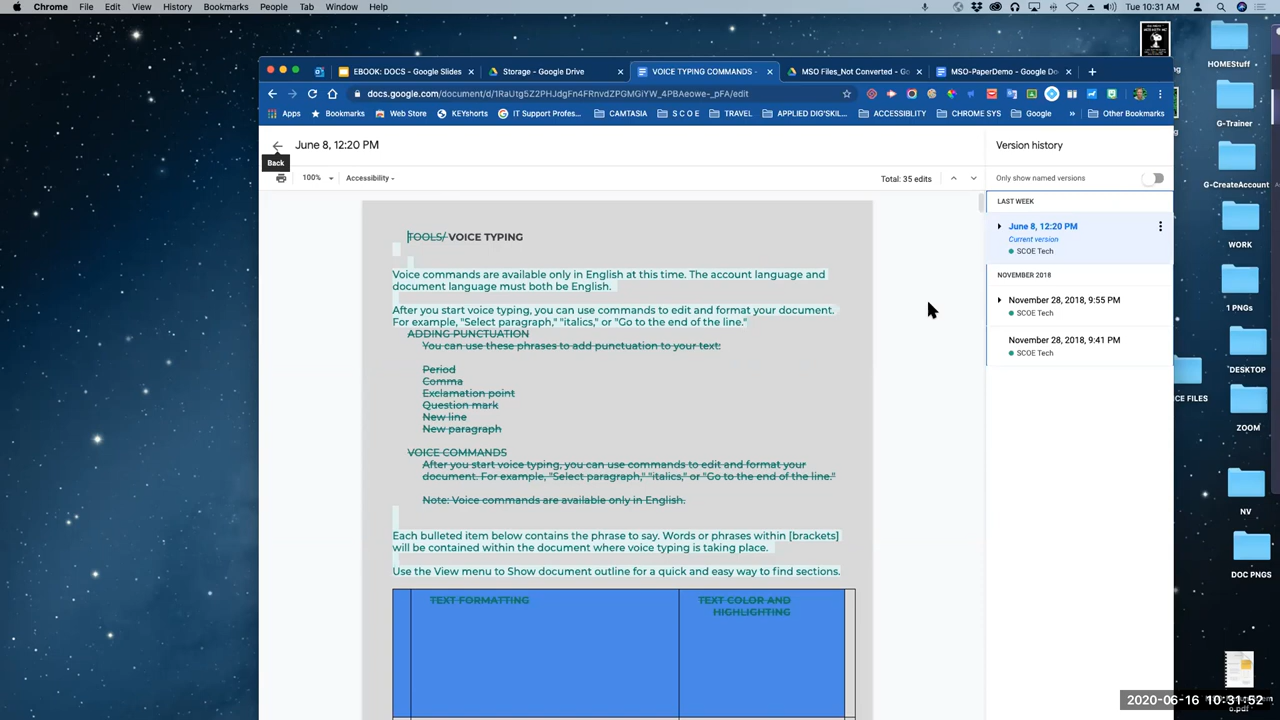 Chrome File Edit View History Bookmarks People Tab Window Help
Tue 10:31 AM
EBOOK: DOCS - Google Slides
Storage - Google Drive
VOICE TYPING COMMANDS -
MSO Files_Not Converted - Go
MSO-PaperDemo - Google Do
docs.google.com/document/d/1RaUtg5Z2PHJdgFn4FRnvdZPGMGiYW_4PBAeowe-_pFA/edit
Apps Bookmarks Web Store KEYshorts IT Support Profes... CAMTASIA S C O E TRAVEL APPLIED DIG'SKIL... ACCESSIBLITY CHROME SYS Google » Other Bookmarks
June 8, 12:20 PM
Back
100% Accessibility
Total: 35 edits
TOOLS/ VOICE TYPING
Voice commands are available only in English at this time. The account language and
document language must both be English.
After you start voice typing, you can use commands to edit and format your document.
For example, "Select paragraph," "italics," or "Go to the end of the line."
ADDING PUNCTUATION
You can use these phrases to add punctuation to your text:
Period
Comma
Exclamation point
Question mark
New line
New paragraph
VOICE COMMANDS
After you start voice typing, you can use commands to edit and format your
document. For example, "Select paragraph," "italics," or "Go to the end of the line."
Note: Voice commands are available only in English.
Each bulleted item below contains the phrase to say. Words or phrases within [brackets]
will be contained within the document where voice typing is taking place.
Use the View menu to Show document outline for a quick and easy way to find sections.
TEXT FORMATTING
TEXT COLOR AND
HIGHLIGHTING
Version history
Only show named versions
LAST WEEK
June 8, 12:20 PM
Current version
SCOE Tech
NOVEMBER 2018
November 28, 2018, 9:55 PM
SCOE Tech
November 28, 2018, 9:41 PM
SCOE Tech
HOMEStuff
G-Trainer
G-CreateAccount
WORK
1 PNGs
DESKTOP
ICE FILES
ZOOM
NV
DOC PNGS
2020-06-16 10:31:52